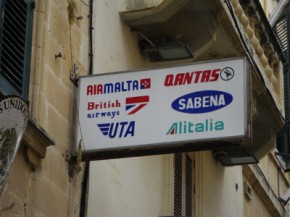 AIRMALTA
QANTAS
British
airways
SABENA
UTA
Alitalia